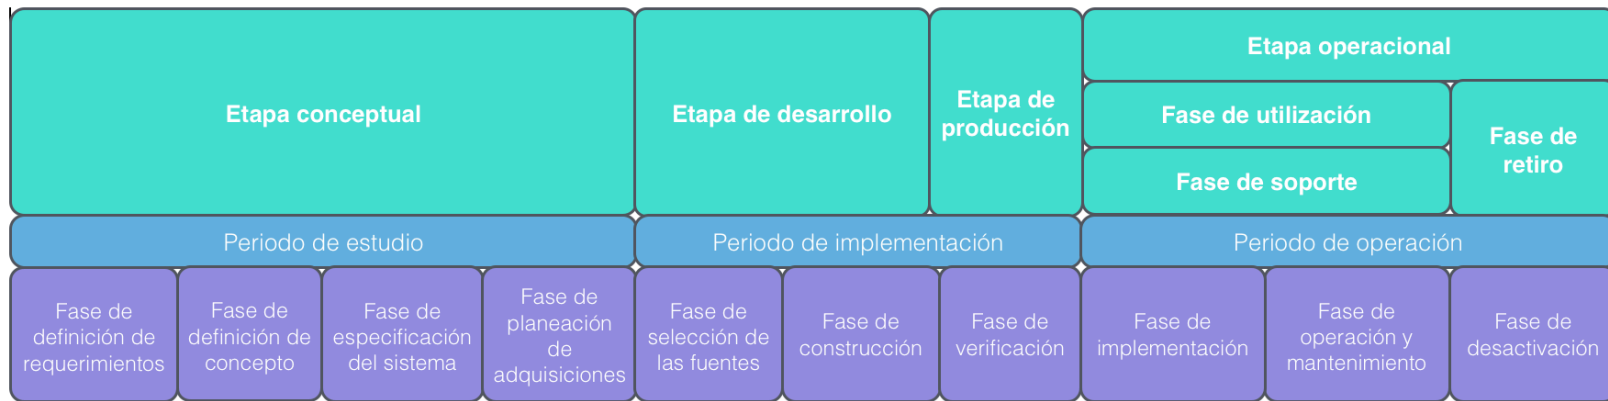 Etapa conceptual
Etapa de desarrollo
Etapa de
producción
Etapa operacional
Fase de utilización
Fase de soporte
Fase de
retiro
Periodo de estudio
Periodo de implementación
Periodo de operación
Fase de
definición de
requerimientos
Fase de
definición de
concepto
Fase de
especificación
del sistema
Fase de
planeación
de
adquisiciones
Fase de
selección de
las fuentes
Fase de
construcción
Fase de
verificación
Fase de
implementación
Fase de
operación y
mantenimiento
Fase de
desactivación